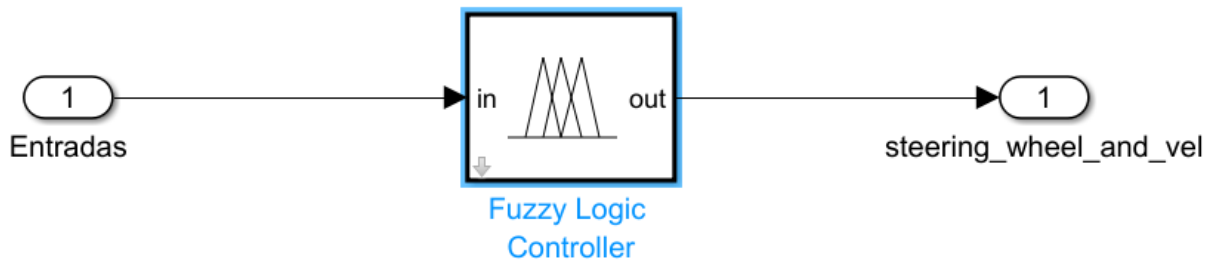 1
Entradas
in
out
Fuzzy Logic
Controller
1
steering_wheel_and_vel